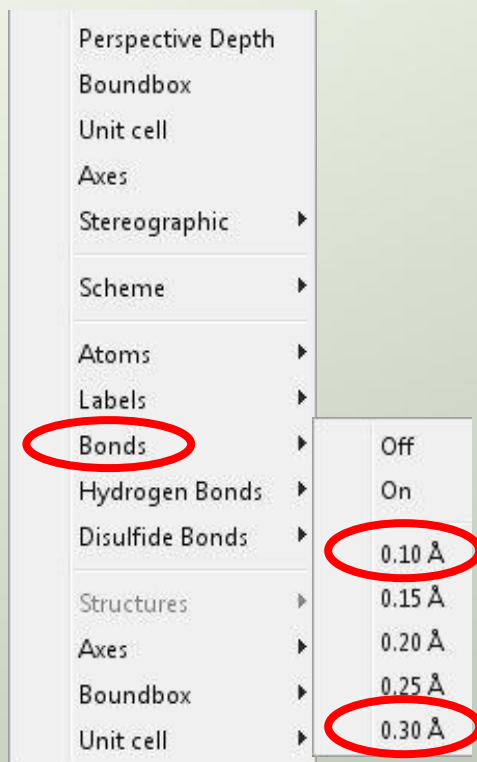 Perspective Depth
Boundbox
Unit cell
Axes
Stereographic
Scheme
Atoms
Labels
Bonds
Hydrogen Bonds
Disulfide Bonds
Structures
Axes
Boundbox
Unit cell
Off
On
0.10 Å
0.15 Å
0.20 Å
0.25 Å
0.30 Å